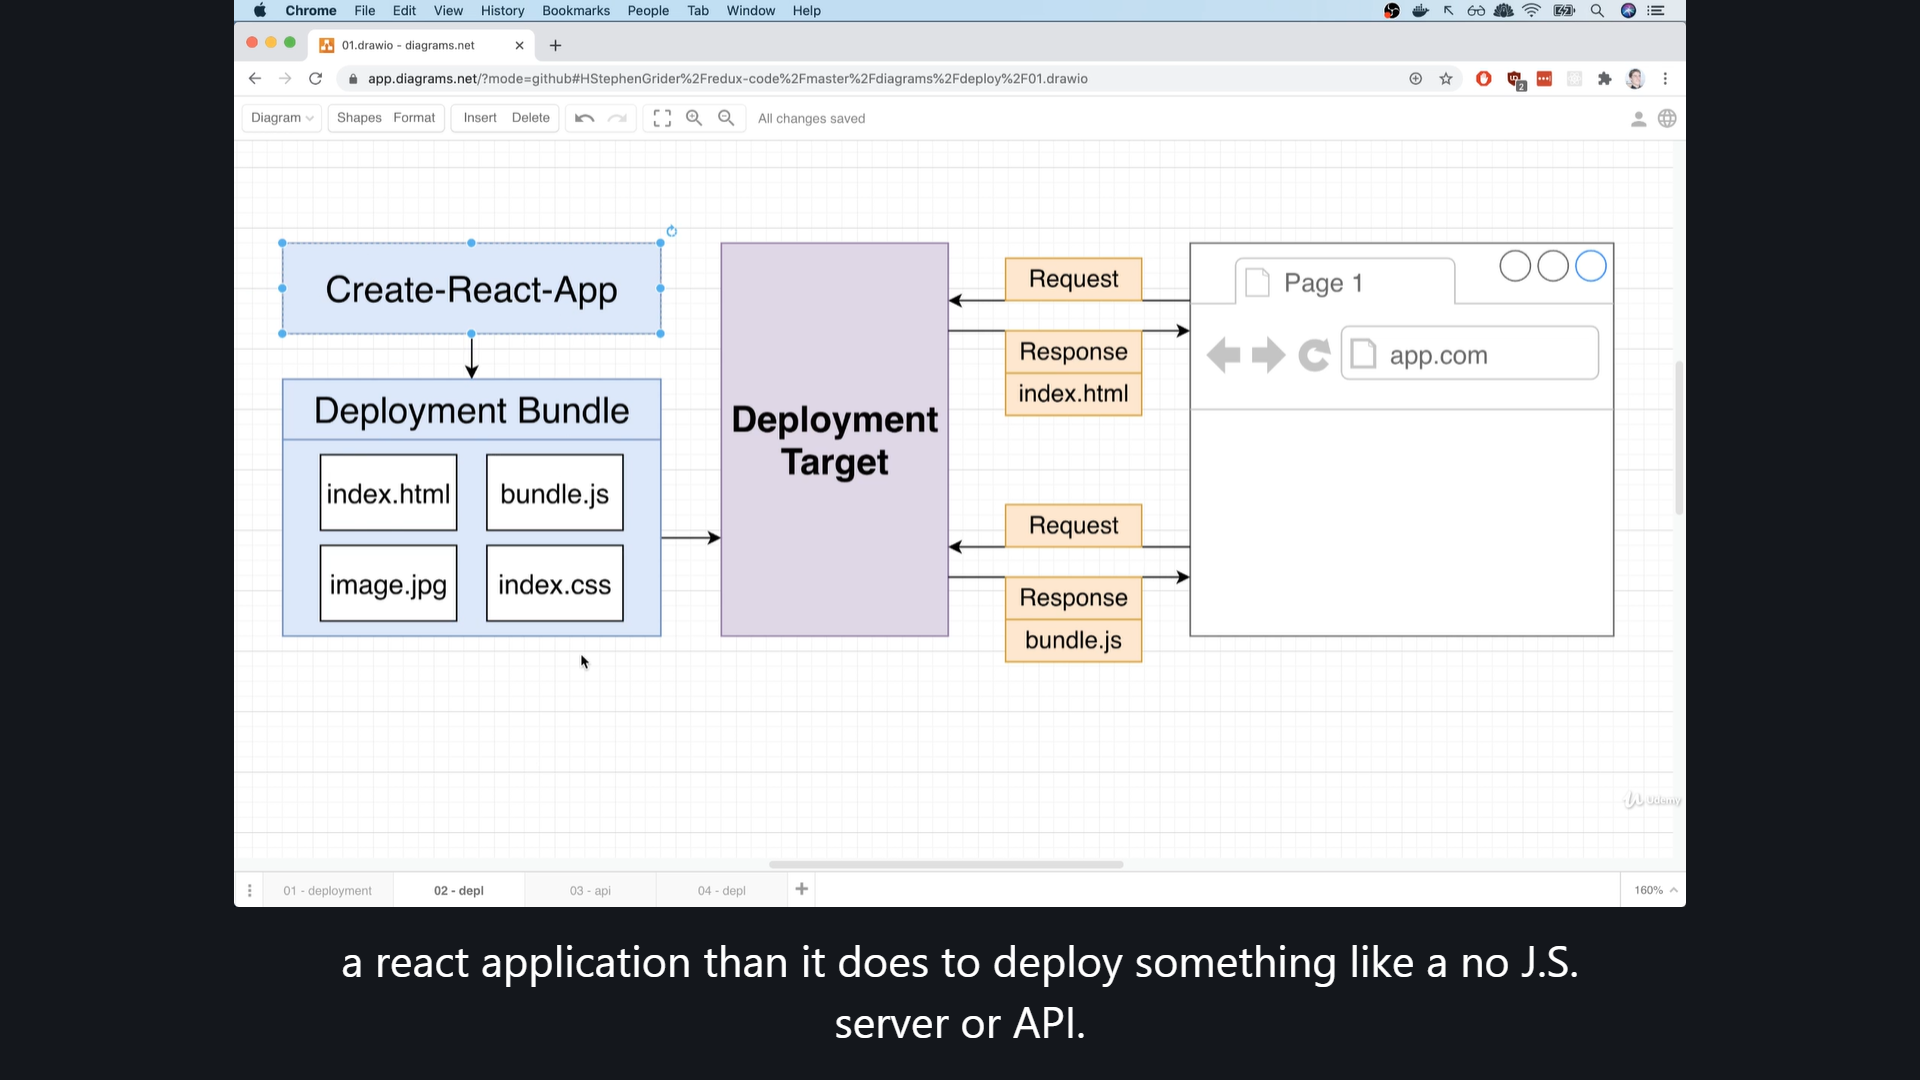 Chrome File Edit View History Bookmarks People Tab Window Help
01.drawio - diagrams.net
app.diagrams.net/?mode=github#HStephenGrider%2Fredux-code%2Fmaster%2Fdiagrams%2Fdeploy%2F01.drawio
2
Diagram Shapes Format Insert Delete All changes saved
Create-React-App
Deployment Bundle
index.html bundle.js
image.jpg index.css
Deployment
Target
Request
Response
index.html
Request
Response
bundle.js
Page 1
app.com
Udemy
01 - deployment 02 - depl 03 - api 04 - depl 160%
a react application than it does to deploy something like a no J.S.
server or API.